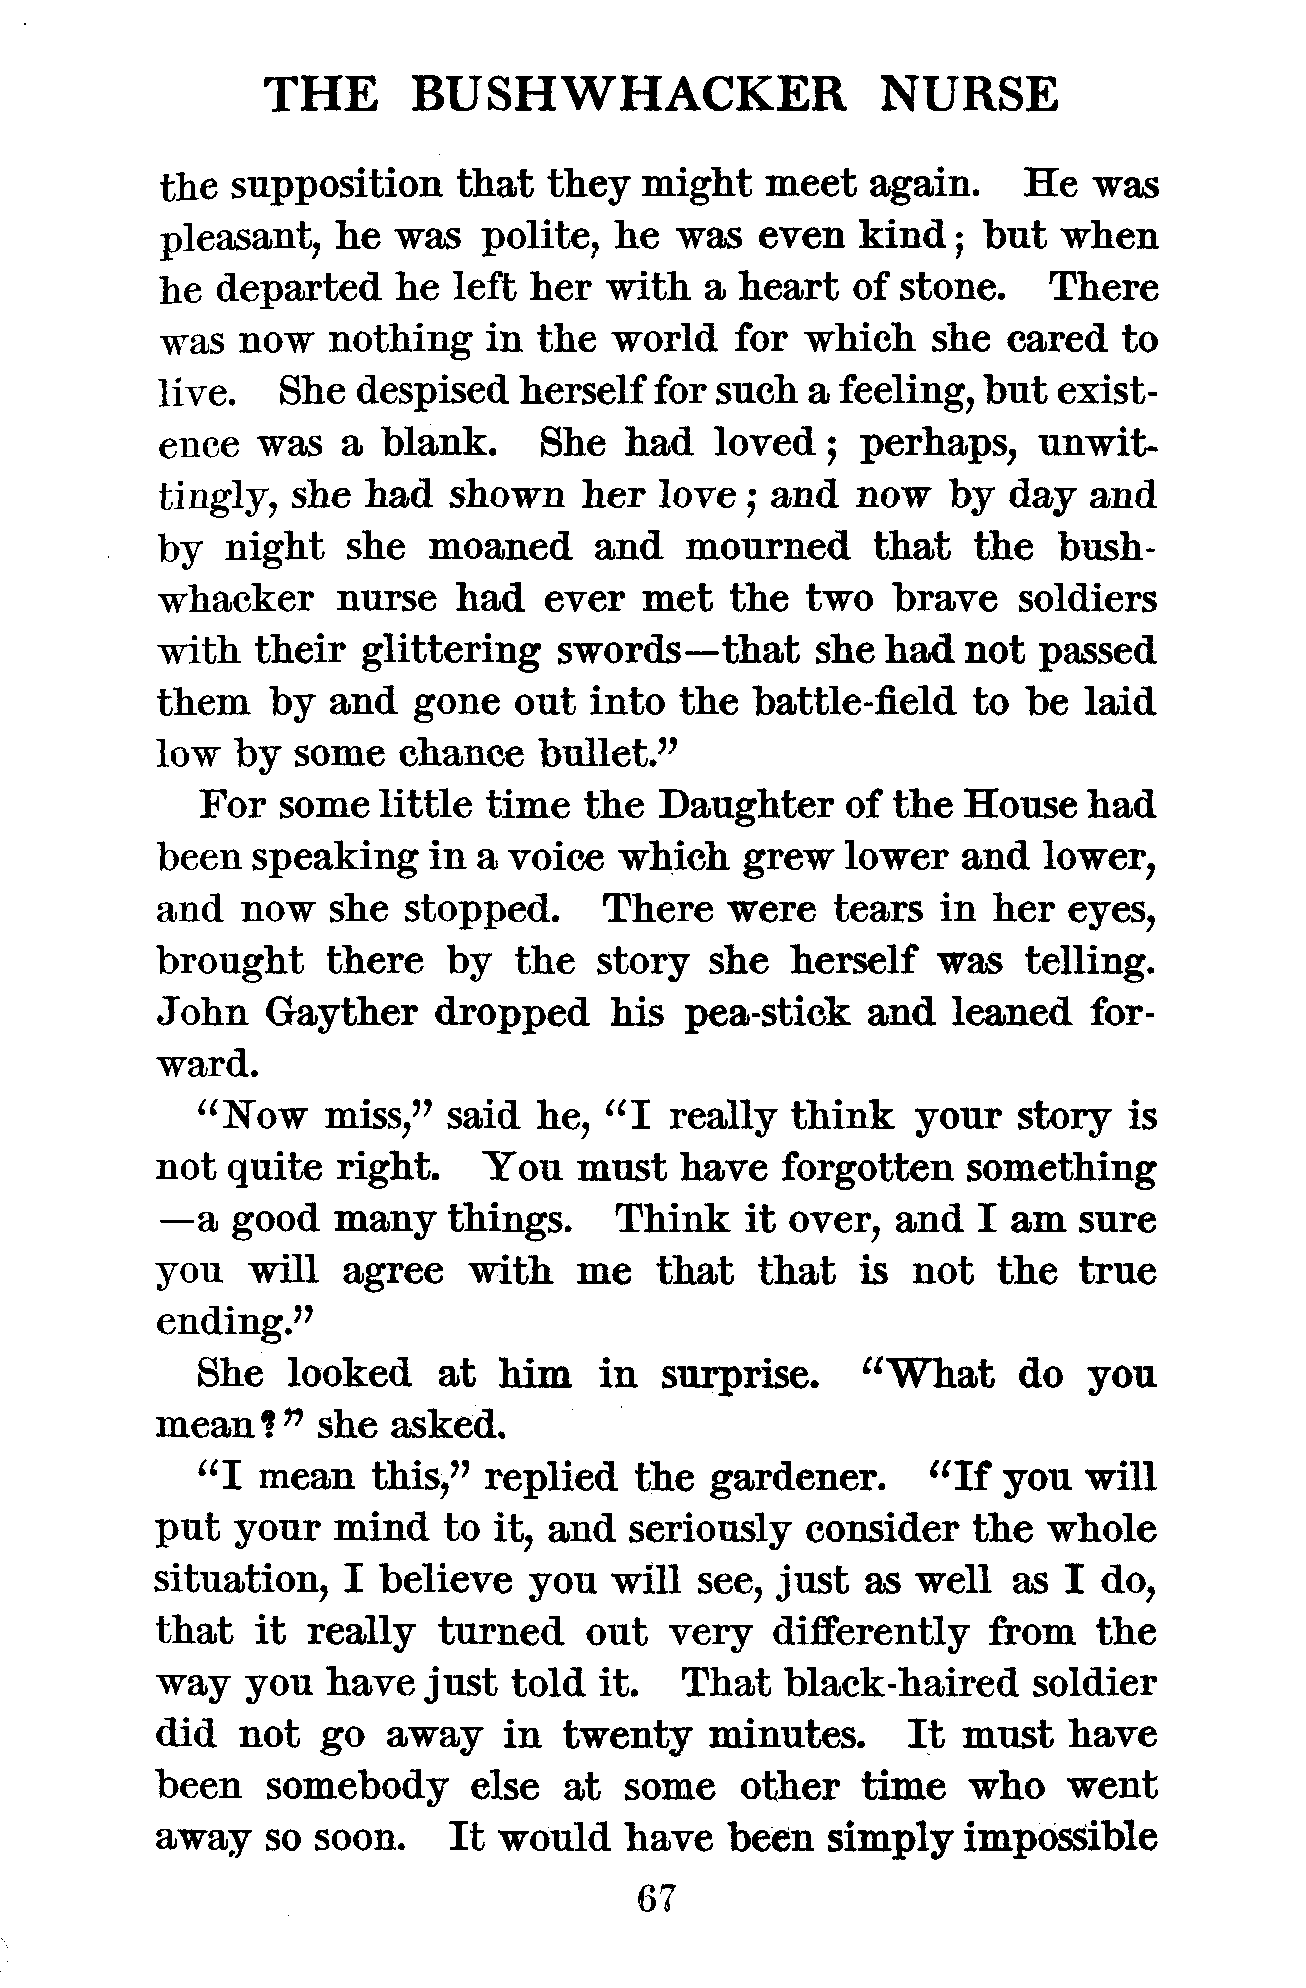 THE BUSHWHACKER NURSE
the supposition that they might meet again. He was
pleasant, he was polite, he was even kind; but when
he departed he left her with a heart of stone. There
was now nothing in the world for which she cared to
live. She despised herself for such a feeling, but exist-
ence was a blank. She had loved; perhaps, unwit-
tingly, she had shown her love; and now by day and
by night she moaned and mourned that the bush-
whacker nurse had ever met the two brave soldiers
with their glittering swords—that she had not passed
them by and gone out into the battle-field to be laid
low by some chance bullet.”
For some little time the Daughter of the House had
been speaking in a voice which grew lower and lower,
and now she stopped. There were tears in her eyes,
brought there by the story she herself was telling.
John Gayther dropped his pea-stick and leaned for-
ward.
“Now miss,” said he, “I really think your story is
not quite right. You must have forgotten something
—a good many things. Think it over, and I am sure
you will agree with me that that is not the true
ending.”
She looked at him in surprise. “What do you
mean?” she asked.
“I mean this,” replied the gardener. “If you will
put your mind to it, and seriously consider the whole
situation, I believe you will see, just as well as I do,
that it really turned out very differently from the
way you have just told it. That black-haired soldier
did not go away in twenty minutes. It must have
been somebody else at some other time who went
away so soon. It would have been simply impossible
67